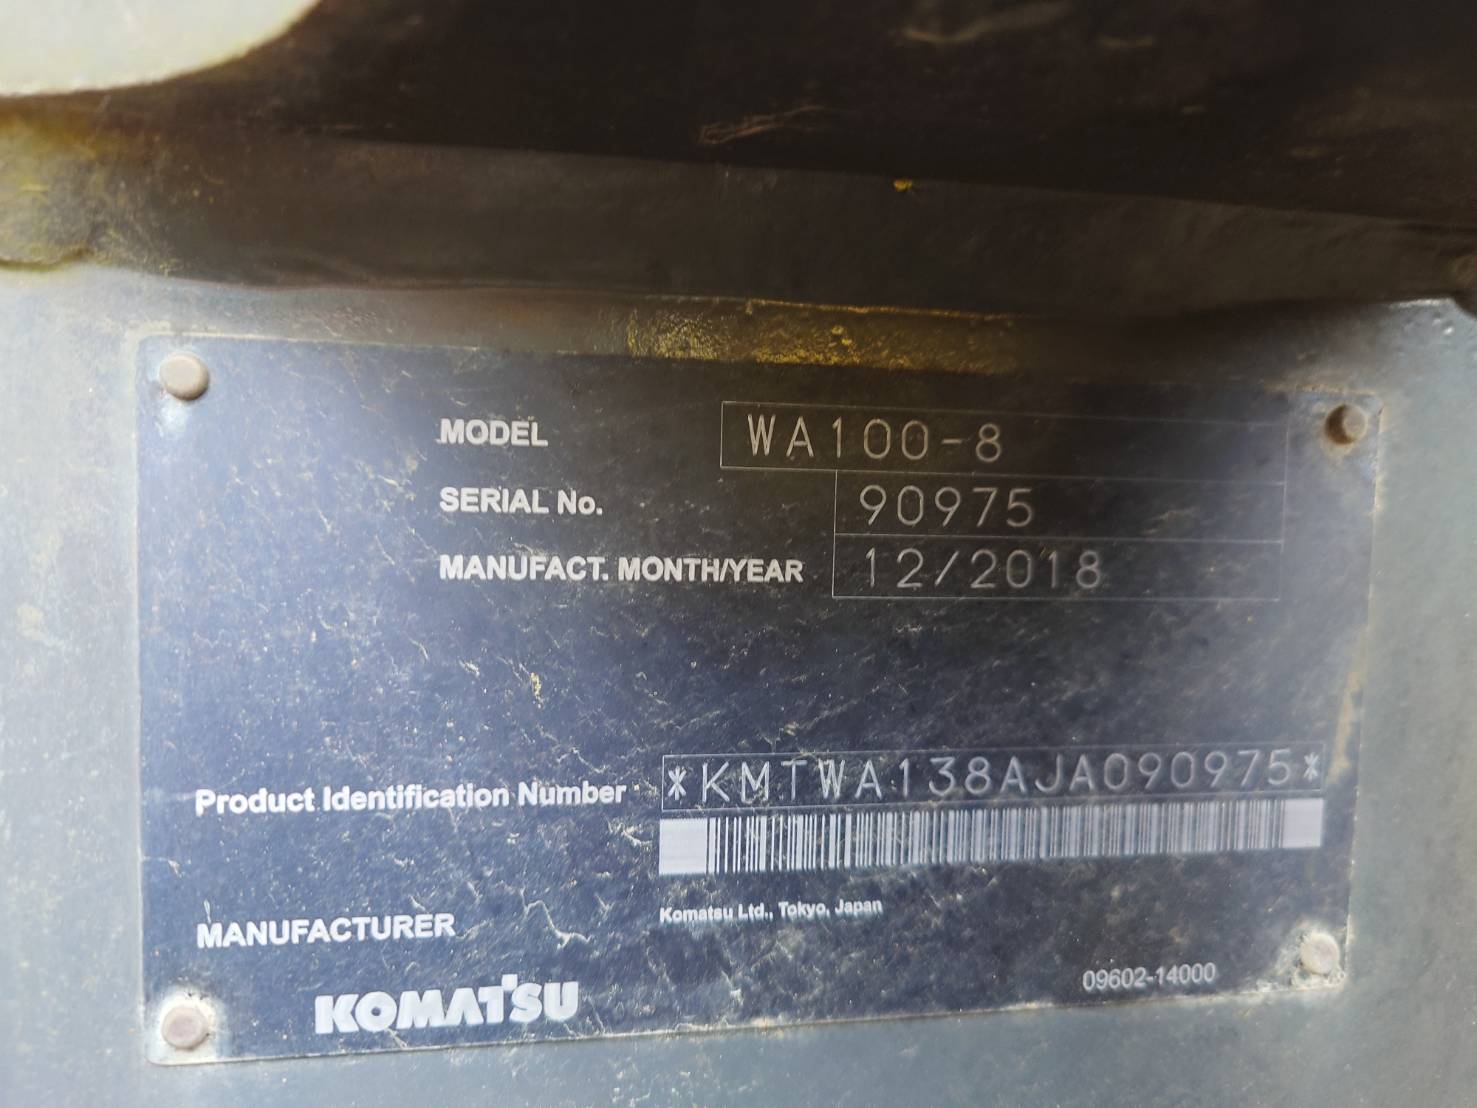 MODEL WA100-8
SERIAL No. 90975
MANUFACT. MONTH/YEAR 12/2018
Product Identification Number *KMTWA138AJA090975*
MANUFACTURER Komatsu Ltd., Tokyo, Japan
KOMATSU 09602-14000